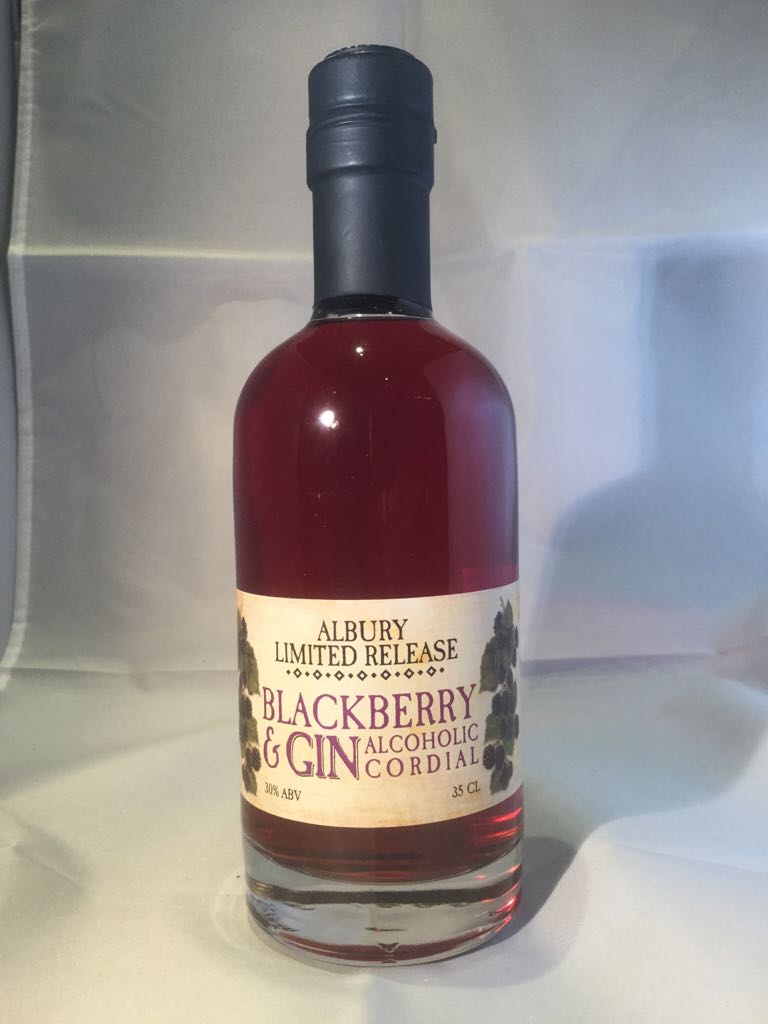 ALBURY
LIMITED RELEASE
BLACKBERRY
& GIN ALCOHOLIC
CORDIAL
30% ABV 35 CL